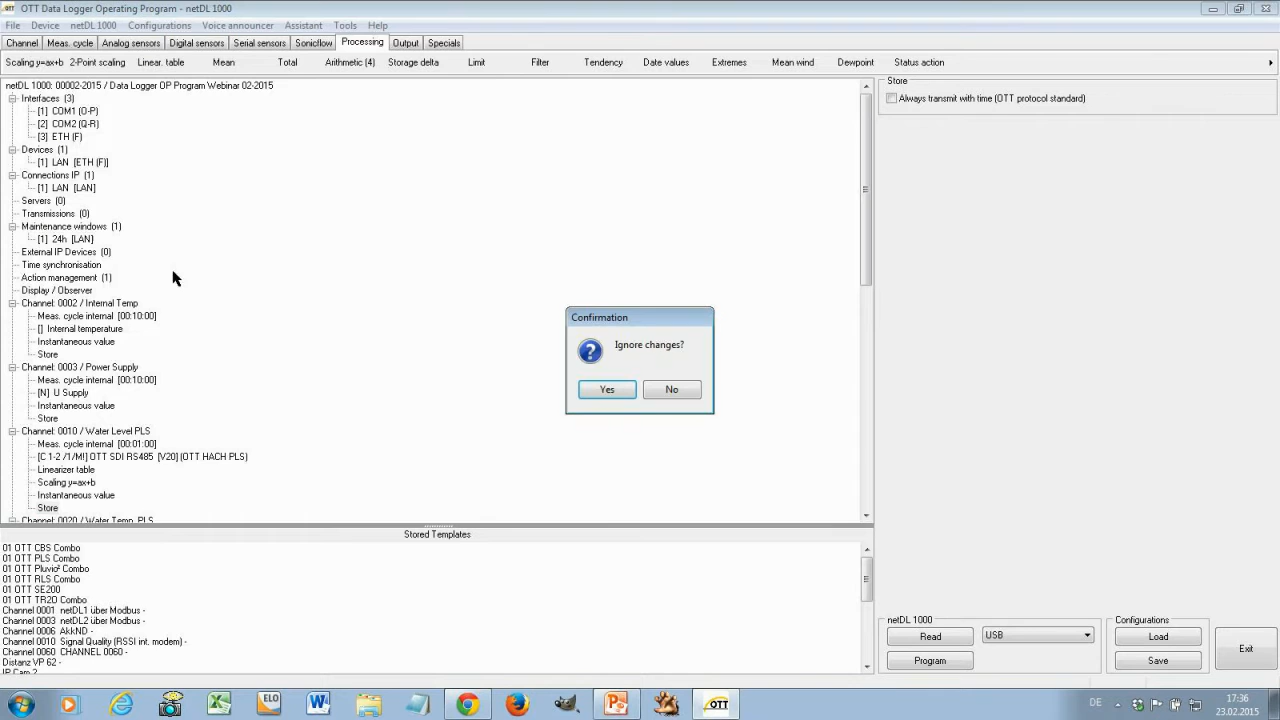 OTT Data Logger Operating Program - netDL 1000
File Device netDL 1000 Configurations Voice announcer Assistant Tools Help
Channel Meas. cycle Analog sensors Digital sensors Serial sensors Sonicflow Processing Output Specials
Scaling y=ax+b 2-Point scaling Linear. table Mean Total Arithmetic (4) Storage delta Limit Filter Tendency Date values Extremes Mean wind Dewpoint Status action
netDL 1000: 00002-2015 / Data Logger OP Program Webinar 02-2015
Interfaces (3)
[1] COM1 (O-P)
[2] COM2 (Q-R)
[3] ETH (F)
Devices (1)
[1] LAN [ETH (F)]
Connections IP (1)
[1] LAN [LAN]
Servers (0)
Transmissions (0)
Maintenance windows (1)
[1] 24h [LAN]
External IP Devices (0)
Time synchronisation
Action management (1)
Display / Observer
Channel: 0002 / Internal Temp
Meas. cycle internal [00:10:00]
[] Internal temperature
Instantaneous value
Store
Channel: 0003 / Power Supply
Meas. cycle internal [00:10:00]
[N] U Supply
Instantaneous value
Store
Channel: 0010 / Water Level PLS
Meas. cycle internal [00:01:00]
[C 1-2 /1/M!] OTT SDI RS485 [V20] (OTT HACH PLS)
Linearizer table
Scaling y=ax+b
Instantaneous value
Store
Channel: 0020 / Water Temp. PLS
Store
Always transmit with time (OTT protocol standard)
Confirmation
Ignore changes?
Yes No
Stored Templates
01 OTT CBS Combo
01 OTT PLS Combo
01 OTT Pluvio² Combo
01 OTT RLS Combo
01 OTT SE200
01 OTT TR20 Combo
Channel 0001 netDL1 über Modbus -
Channel 0003 netDL2 über Modbus -
Channel 0006 AkkND -
Channel 0010 Signal Quality (RSSI int. modem) -
Channel 0060 CHANNEL 0060 -
Distanz VP 62 -
IP Cam 2
netDL 1000
Read USB
Program
Configurations
Load
Save
Exit
ELO
OTT
DE
17:36
23.02.2015